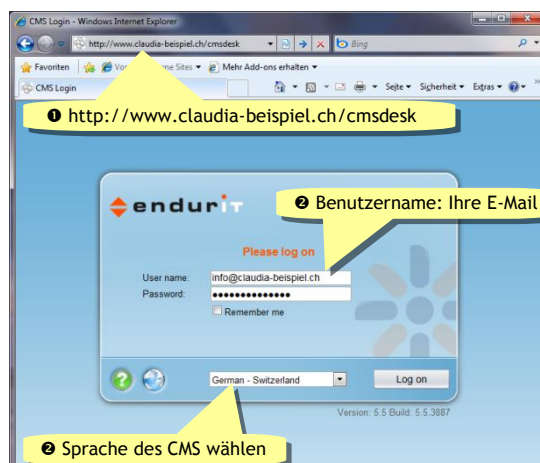 CMS Login - Windows Internet Explorer
http://www.claudia-beispiel.ch/cmsdesk
Bing
Favoriten
ne Sites
Mehr Add-ons erhalten
CMS Login
Seite
Sicherheit
Extras
❶ http://www.claudia-beispiel.ch/cmsdesk
endurit
❷ Benutzername: Ihre E-Mail
Please log on
User name:
info@claudia-beispiel.ch
Password:
●●●●●●●●●●●●●●
Remember me
German - Switzerland
Log on
Version: 5.5 Build: 5.5.3887
❷ Sprache des CMS wählen